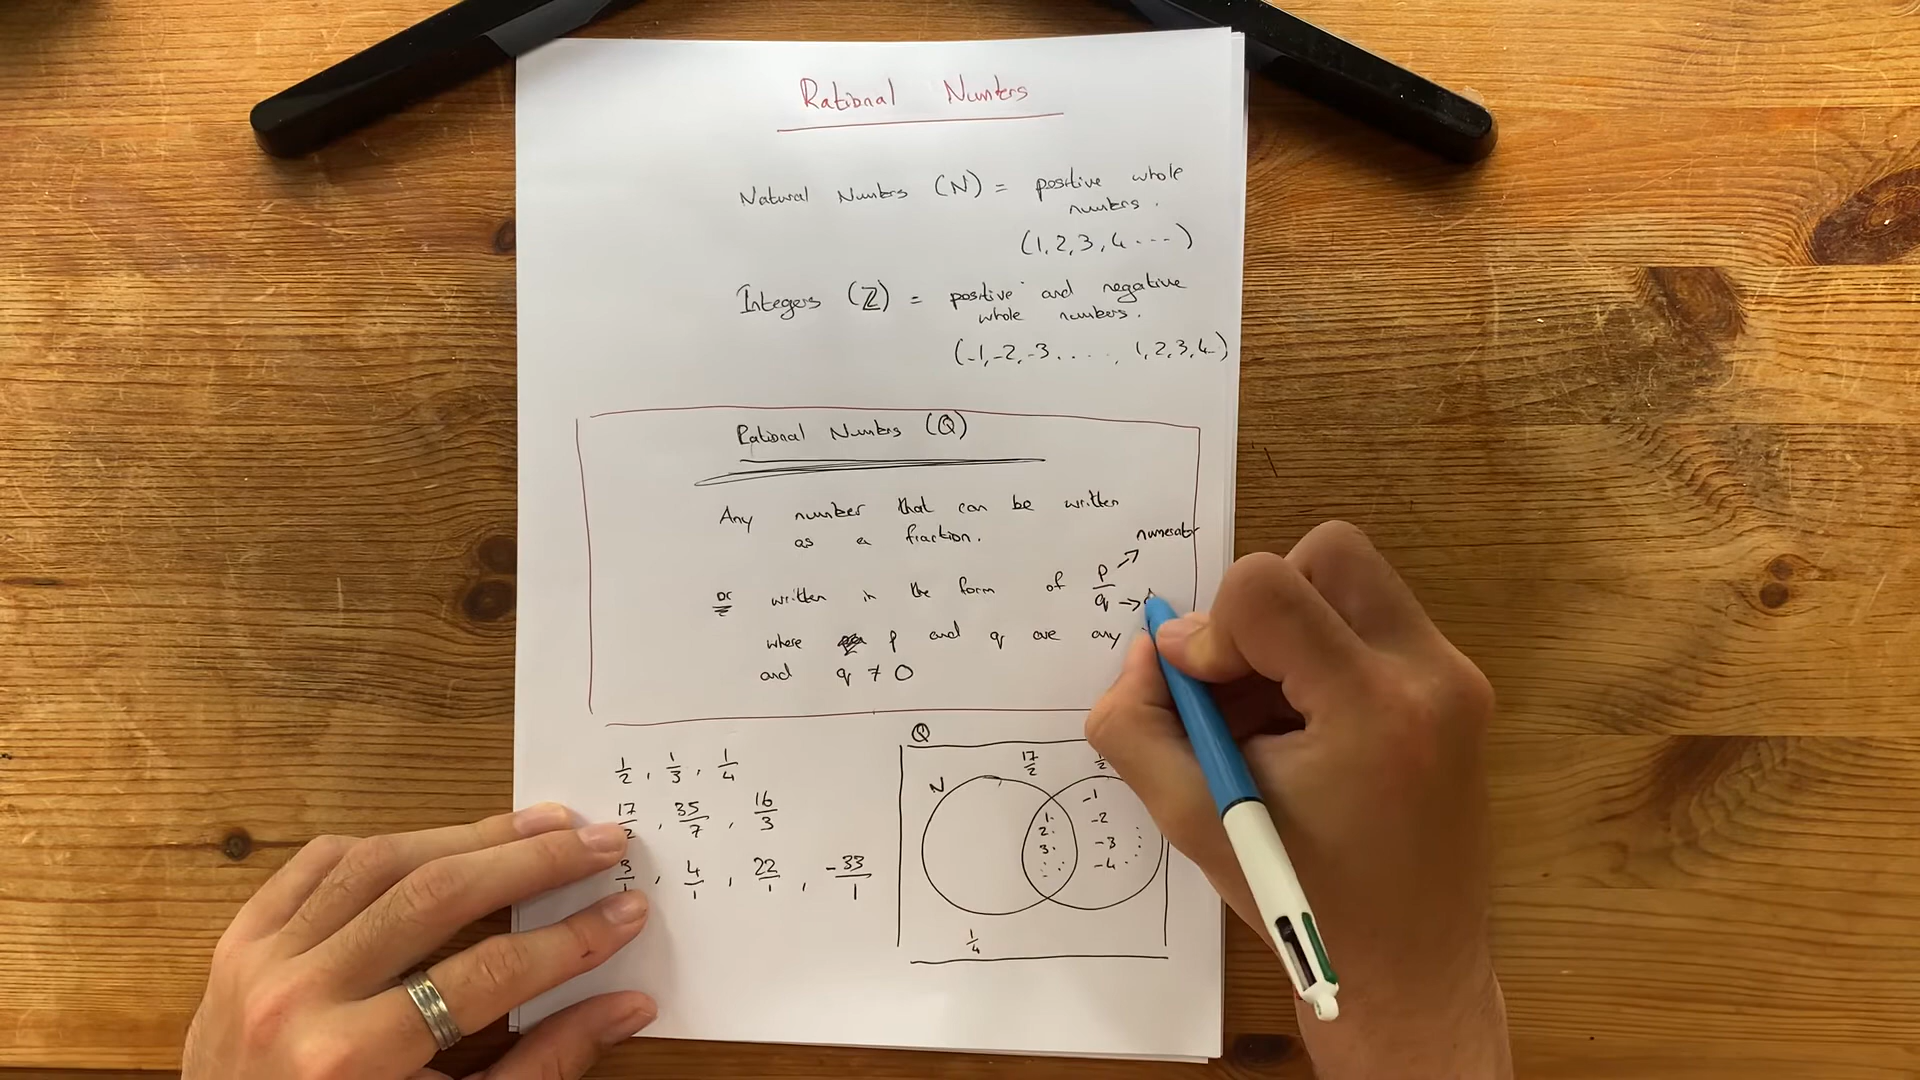 Rational Numbers
Natural Numbers (N) = positive whole
numbers.
(1, 2, 3, 4 ....)
Integers (ℤ) = positive and negative
whole numbers.
(-1, -2, -3 . . . . , 1, 2, 3, 4 )
Rational Numbers (ℚ)
Any number that can be written
as a fraction.
numerator
or written in the form of p/q
where p and q are any
and q ≠ 0
ℚ
1/2 , 1/3 , 1/4
17/2 1/2
N
17/2 , 35/7 , 16/3
-1
1. -2
2.
3. -3
-4
3/1 , 4/1 , 22/1 , -33/1
1/4